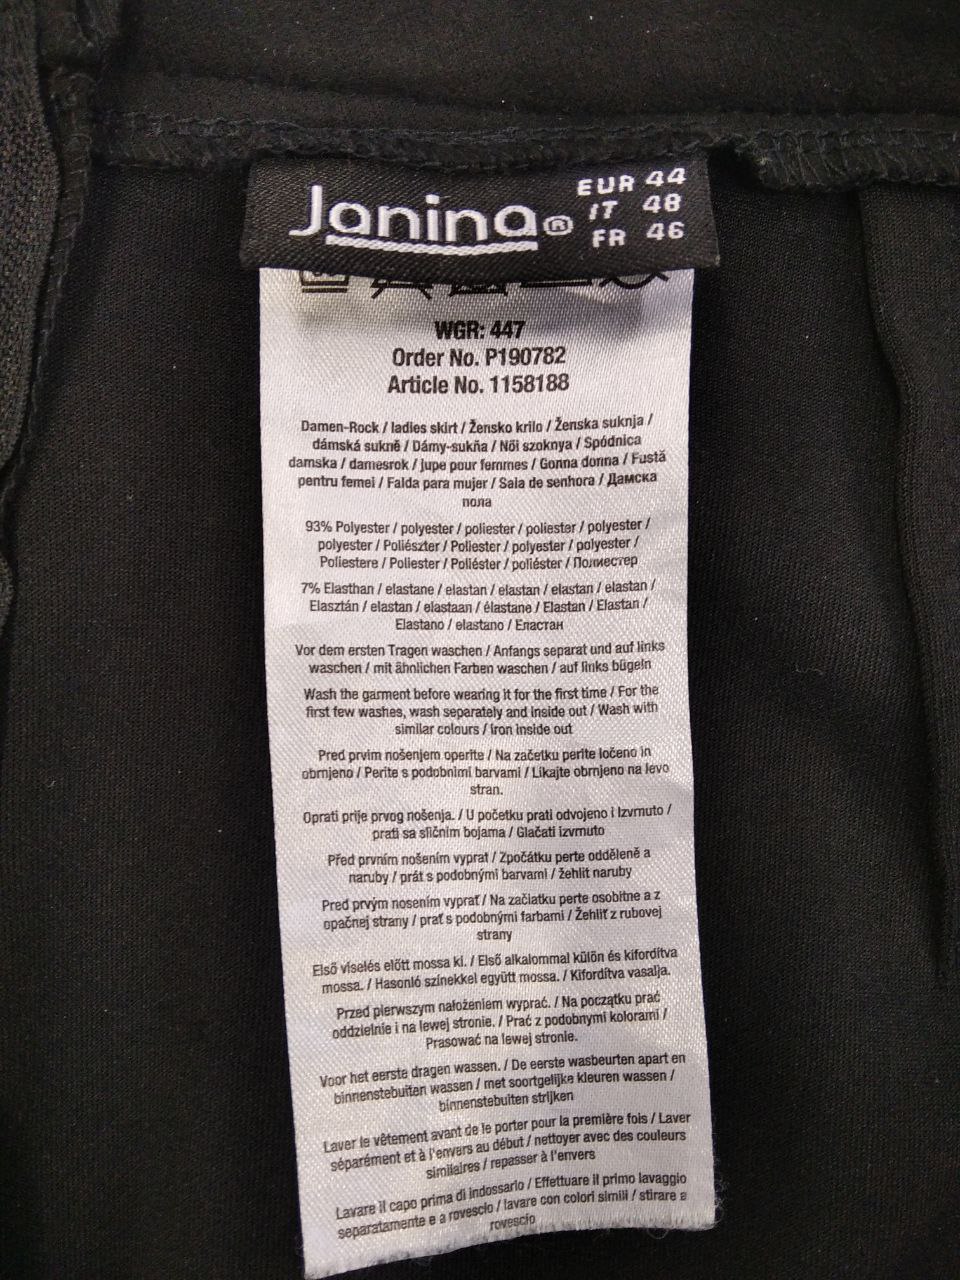 Janina®
EUR 44
IT 48
FR 46
WGR: 447
Order No. P190782
Article No. 1158188
Damen-Rock / ladies skirt / Žensko krilo / Ženska suknja /
dámská sukně / Dámy-sukňa / Női szoknya / Spódnica
damska / damesrok / jupe pour femmes / Gonna donna / Fustă
pentru femei / Falda para mujer / Saia de senhora / Дамска
пола
93% Polyester / polyester / poliester / poliester / polyester /
polyester / Poliészter / Poliester / polyester / polyester /
Poliestere / Poliester / Poliéster / poliéster / Полиестер
7% Elasthan / elastane / elastan / elastan / elastan / elastan /
Elasztán / elastan / elastaan / élastane / Elastan / Elastan /
Elastano / elastano / Еластан
Vor dem ersten Tragen waschen / Anfangs separat und auf links
waschen / mit ähnlichen Farben waschen / auf links bügeln
Wash the garment before wearing it for the first time / For the
first few washes, wash separately and inside out / Wash with
similar colours / iron inside out
Pred prvim nošenjem operite / Na začetku perite ločeno in
obrnjeno / Perite s podobnimi barvami / Likajte obrnjeno na levo
stran.
Oprati prije prvog nošenja. / U početku prati odvojeno i izvrnuto /
prati sa sličnim bojama / Glačati izvrnuto
Před prvním nošením vyprat / Zpočátku perte odděleně a
naruby / prát s podobnými barvami / žehlit naruby
Pred prvým nosením vyprať / Na začiatku perte osobitne a z
opačnej strany / prať s podobnými farbami / Žehliť z rubovej
strany
Első viselés előtt mossa ki. / Első alkalommal külön és kifordítva
mossa. / Hasonló színekkel együtt mossa. / Kifordítva vasalja.
Przed pierwszym nałożeniem wyprać. / Na początku prać
oddzielnie i na lewej stronie. / Prać z podobnymi kolorami /
Prasować na lewej stronie.
Voor het eerste dragen wassen. / De eerste wasbeurten apart en
binnenstebuiten wassen / met soortgelijke kleuren wassen /
binnenstebuiten strijken
Laver le vêtement avant de le porter pour la première fois / Laver
séparément et à l'envers au début / nettoyer avec des couleurs
similaires / repasser à l'envers
Lavare il capo prima di indossarlo / Effettuare il primo lavaggio
separatamente e a rovescio / lavare con colori simili / stirare a
rovescio